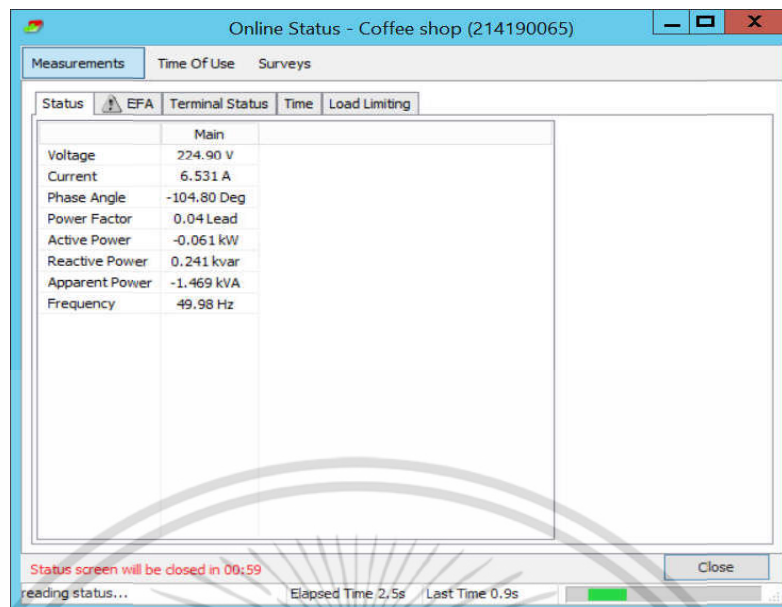 Online Status - Coffee shop (214190065)
Measurements Time Of Use Surveys
Status EFA Terminal Status Time Load Limiting
Main
Voltage 224.90 V
Current 6.531 A
Phase Angle -104.80 Deg
Power Factor 0.04 Lead
Active Power -0.061 kW
Reactive Power 0.241 kvar
Apparent Power -1.469 kVA
Frequency 49.98 Hz
Status screen will be closed in 00:59
Close
reading status... Elapsed Time 2.5s Last Time 0.9s